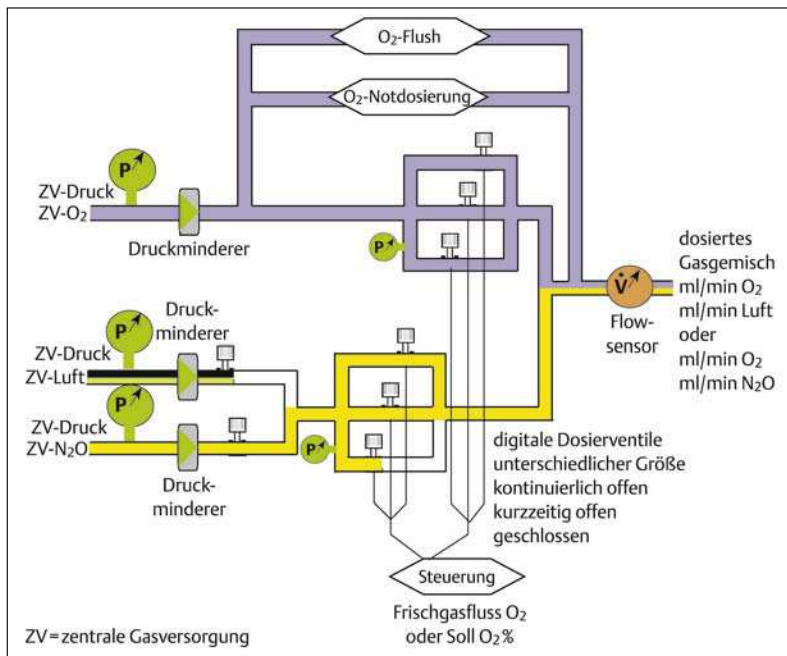 O2-Flush
O2-Notdosierung
P
ZV-Druck
ZV-O2
Druckminderer
P
dosiertes
Gasgemisch
ml/min O2
ml/min Luft
oder
ml/min O2
ml/min N2O
V̇
Flow-
sensor
Druck-
minderer
P
ZV-Druck
ZV-Luft
P
ZV-Druck
ZV-N2O
Druck-
minderer
P
digitale Dosierventile
unterschiedlicher Größe
kontinuierlich offen
kurzzeitig offen
geschlossen
Steuerung
Frischgasfluss O2
oder Soll O2 %
ZV = zentrale Gasversorgung